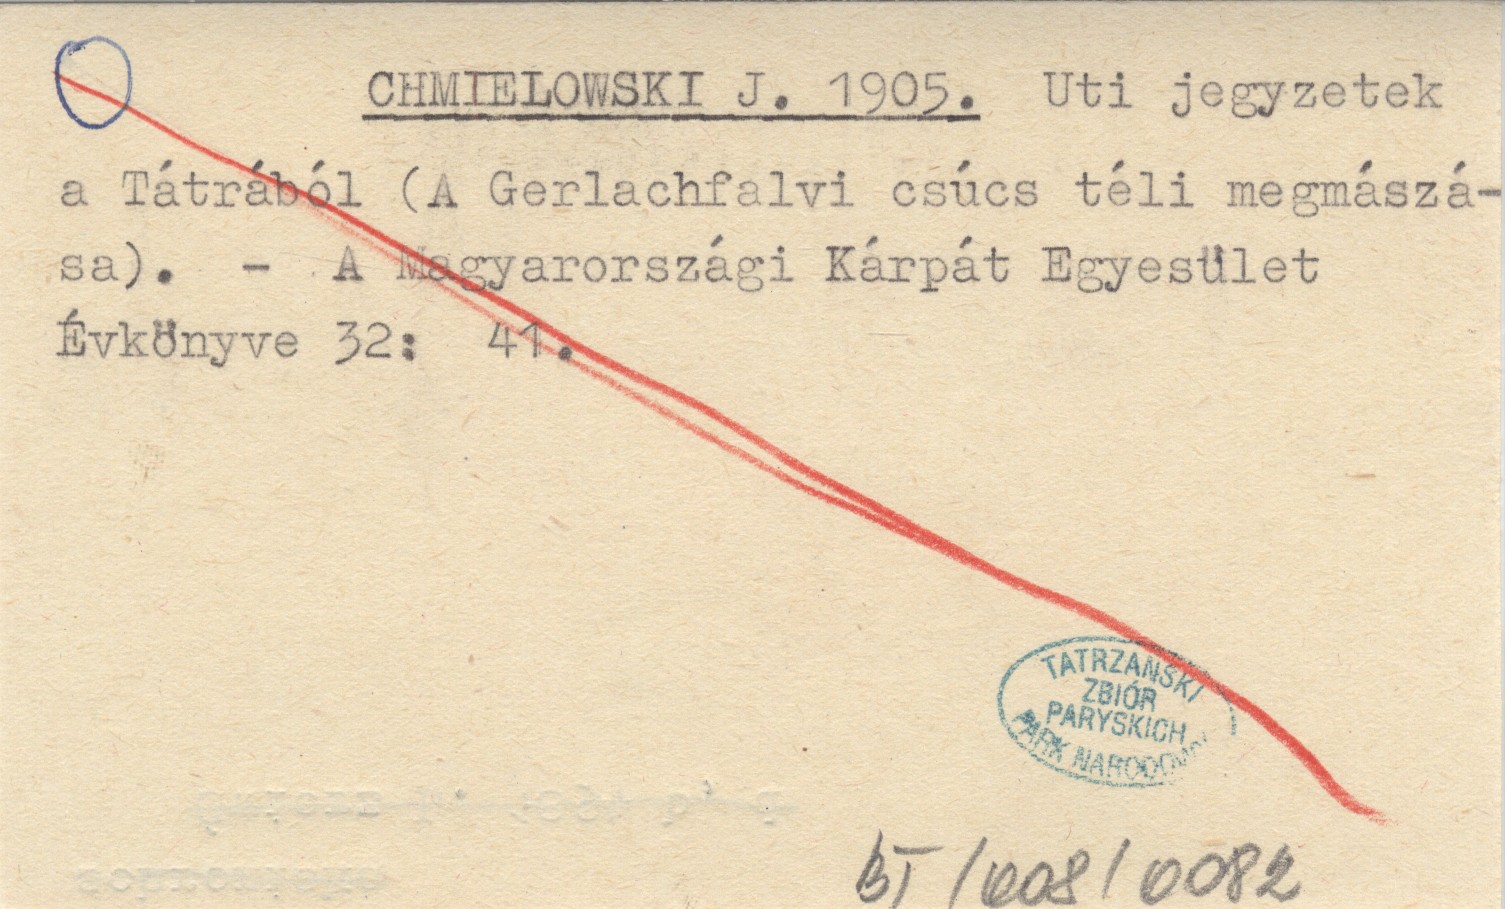 CHMIELOWSKI J. 1905. Uti jegyzetek
a Tátrából (A Gerlachfalvi csúcs téli megmászá-
sa). - A Magyarországi Kárpát Egyesület
Évkönyve 32: 41.
TATRZAŃSKI
ZBIÓR
PARYSKICH
PARK NARODOWY
BT/008/0082